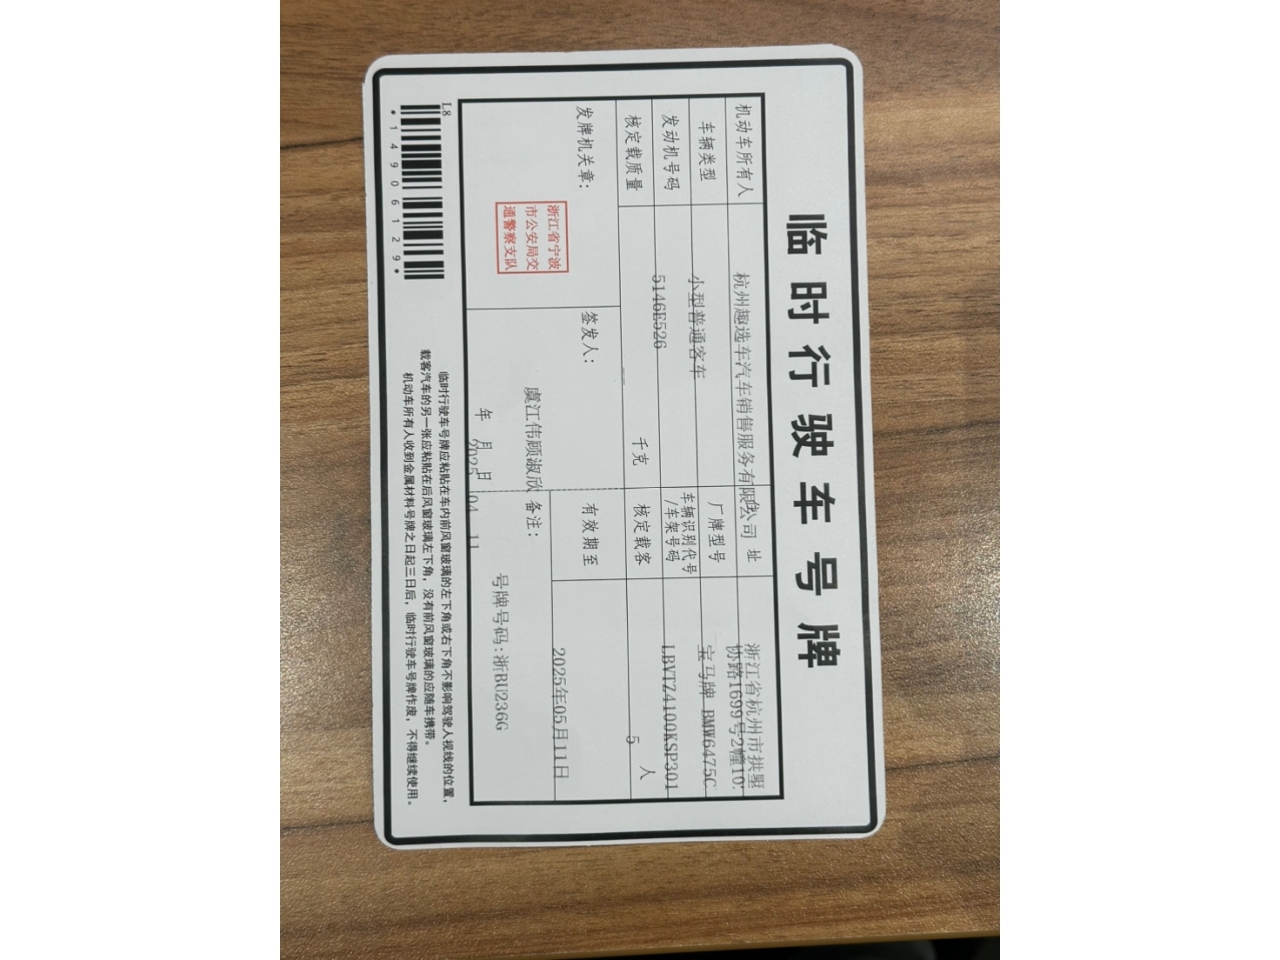 临时行驶车号牌
机动车所有人 杭州趣选车汽车销售服务有限公司 住址 浙江省杭州市拱墅
协路1699号2幢10
车辆类型 小型普通客车 厂牌型号 宝马牌 BMW6475C
发动机号码 5146E526 车辆识别代号
/车架号码 LBVTZ4100KSP301
核定载质量 -- 千克 核定载客 5 人
发牌机关章: 签发人: 有效期至 2025年05月11日
浙江省宁波
市公安局交
通警察支队
虞江伟顾淑欣 备注:
号牌号码:浙BU236G
年 月 日
2025 04 11
L8
*1490612 9*
临时行驶车号牌应粘贴在车内前风窗玻璃的左下角或右下角不影响驾驶人视线的位置,
载客汽车的另一张应粘贴在后风窗玻璃左下角, 没有前风窗玻璃的应随车携带。
机动车所有人收到金属材料号牌之日起三日后, 临时行驶车号牌作废, 不得继续使用。